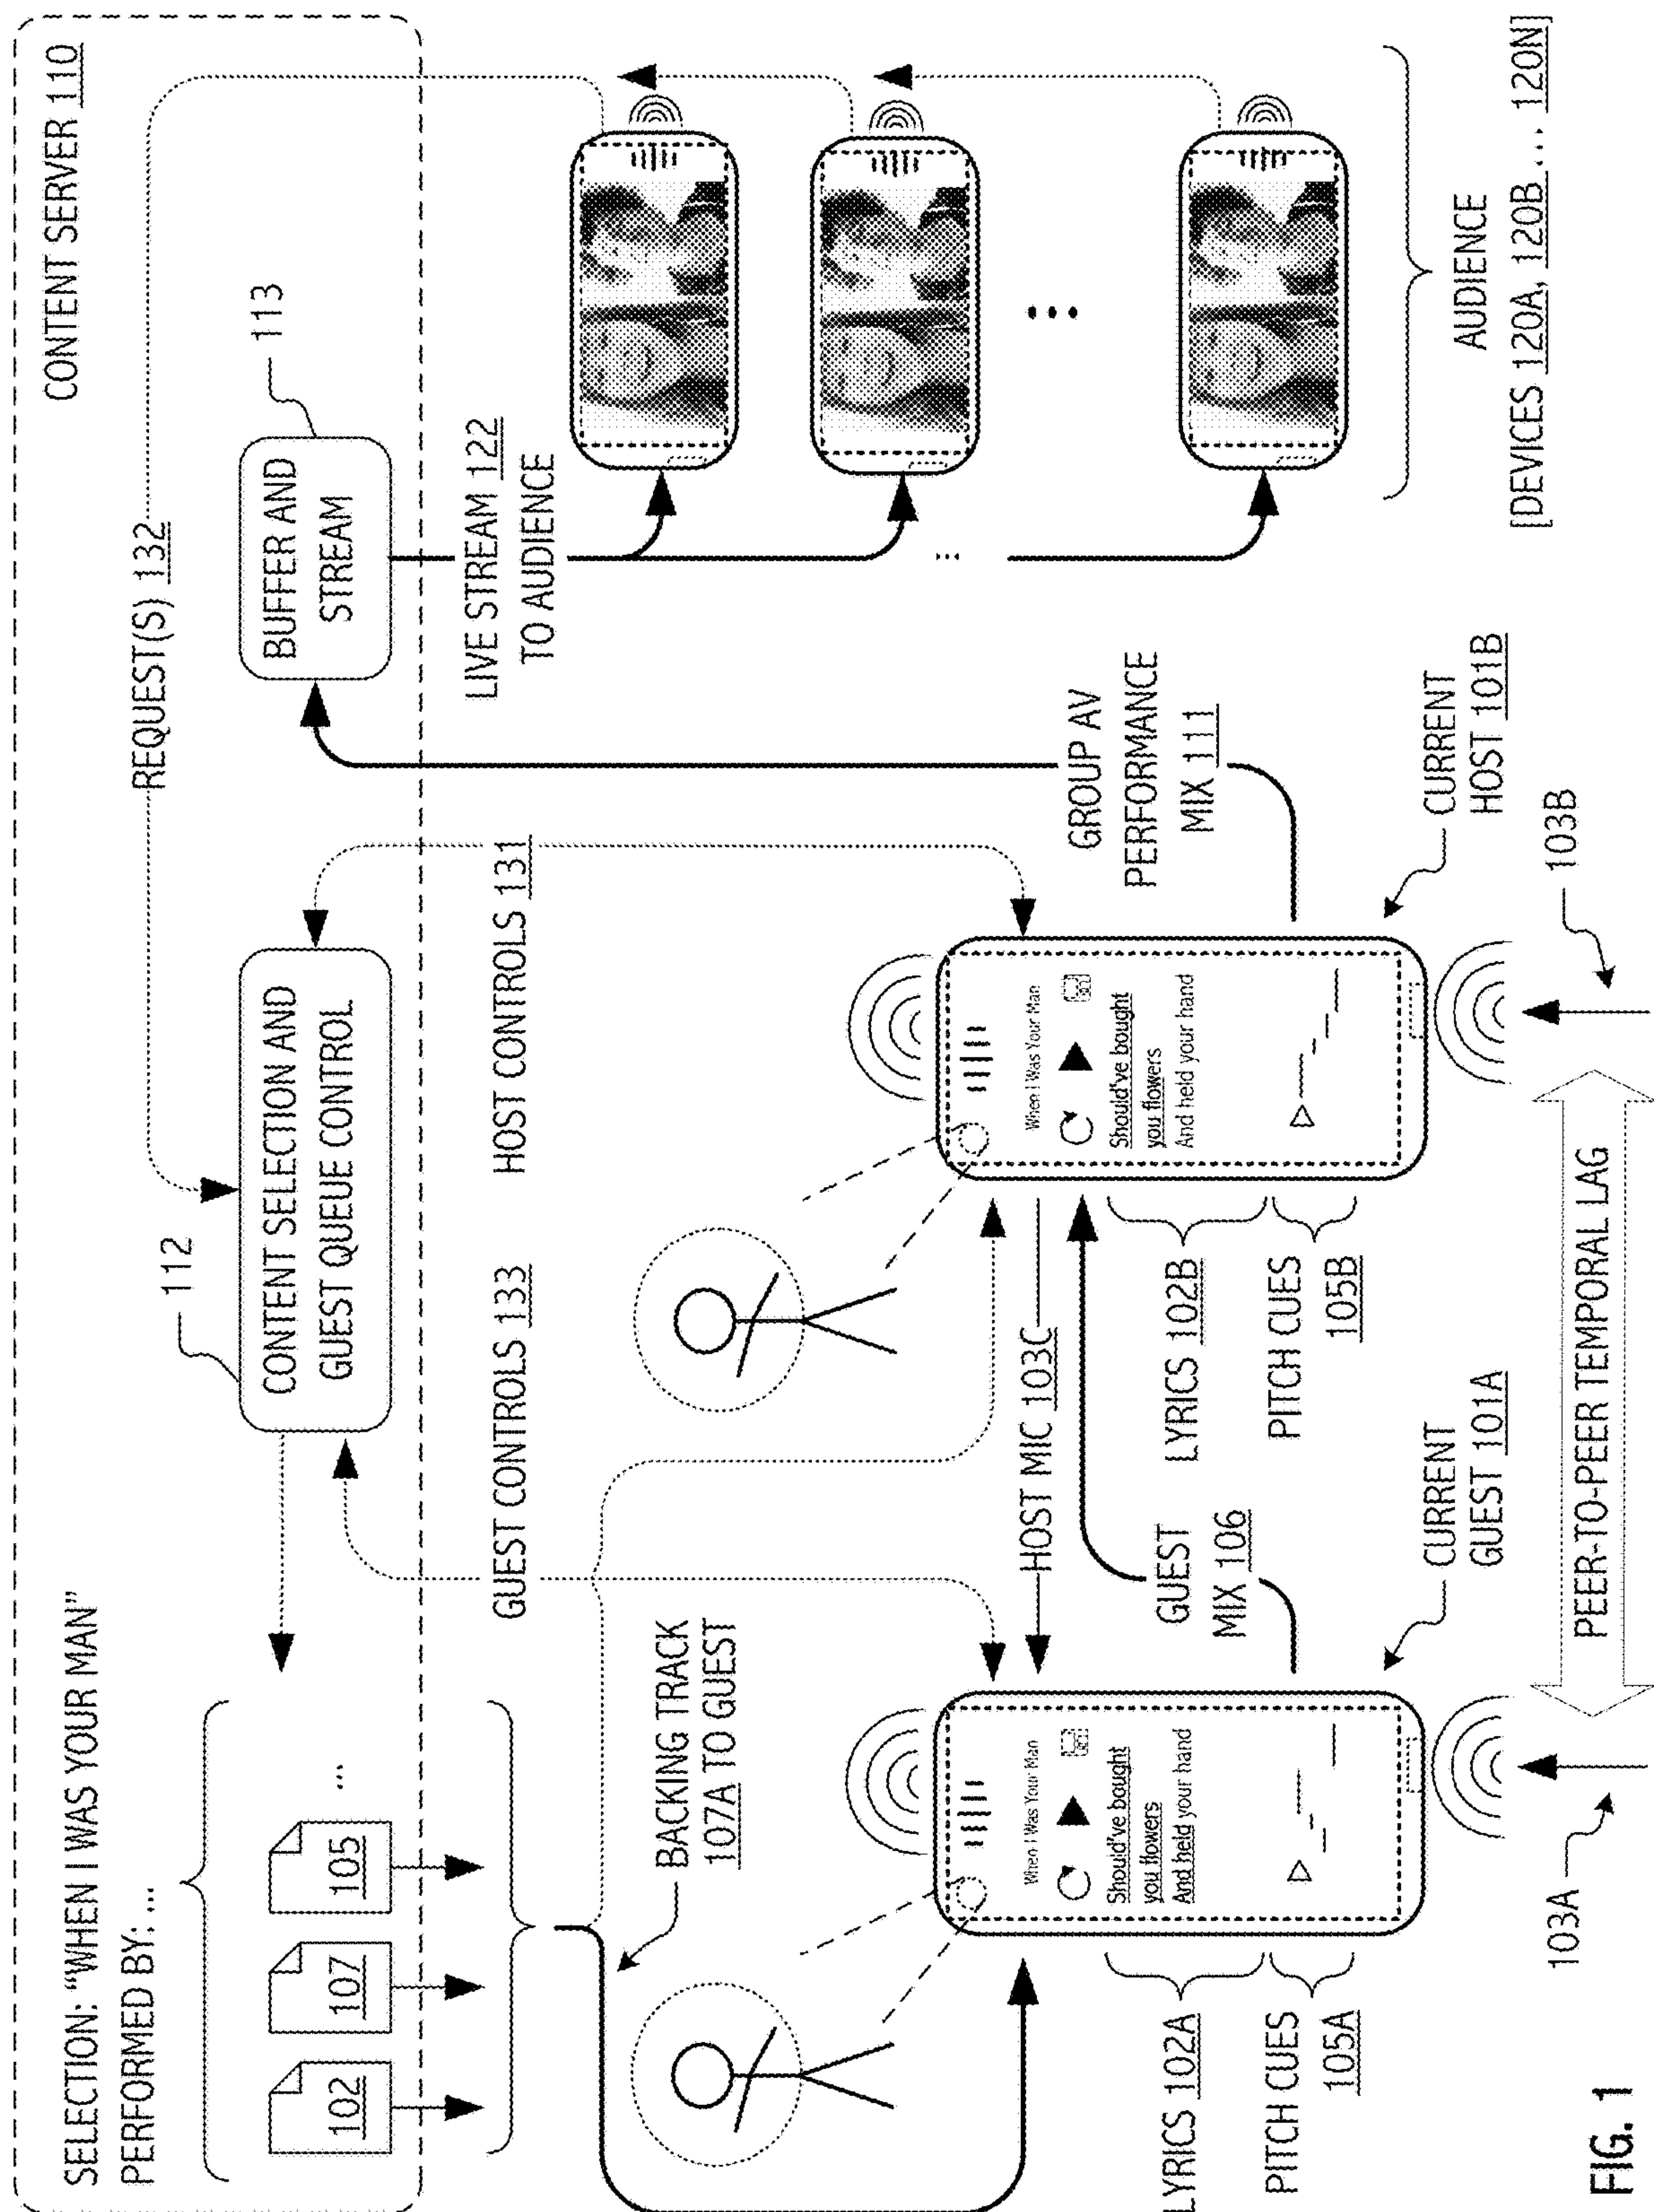 CONTENT SERVER 110
SELECTION: “WHEN I WAS YOUR MAN”
PERFORMED BY: ...
102
107
105
...
112
CONTENT SELECTION AND
GUEST QUEUE CONTROL
REQUEST(S) 132
BUFFER AND
STREAM
113
GUEST CONTROLS 133
HOST CONTROLS 131
LIVE STREAM 122
TO AUDIENCE
...
BACKING TRACK
107A TO GUEST
HOST MIC 103C
GUEST
MIX 106
GROUP AV
PERFORMANCE
MIX 111
When I Was Your Man
Should've bought
you flowers
And held your hand
LYRICS 102A
PITCH CUES
105A
When I Was Your Man
Should've bought
you flowers
And held your hand
LYRICS 102B
PITCH CUES
105B
CURRENT
GUEST 101A
CURRENT
HOST 101B
103A
PEER-TO-PEER TEMPORAL LAG
103B
AUDIENCE
[DEVICES 120A, 120B ... 120N]
FIG. 1